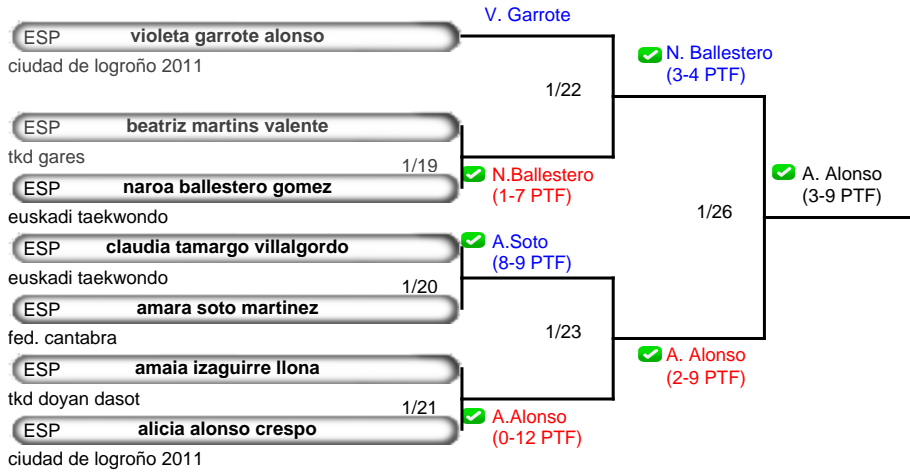 V. Garrote
ESP violeta garrote alonso
ciudad de logroño 2011
N. Ballestero
(3-4 PTF)
1/22
ESP beatriz martins valente
tkd gares
1/19
ESP naroa ballestero gomez
euskadi taekwondo
N.Ballestero
(1-7 PTF)
A. Alonso
(3-9 PTF)
1/26
ESP claudia tamargo villalgordo
euskadi taekwondo
A.Soto
(8-9 PTF)
1/20
ESP amara soto martinez
fed. cantabra
1/23
ESP amaia izaguirre llona
tkd doyan dasot
A. Alonso
(2-9 PTF)
1/21
ESP alicia alonso crespo
ciudad de logroño 2011
A.Alonso
(0-12 PTF)